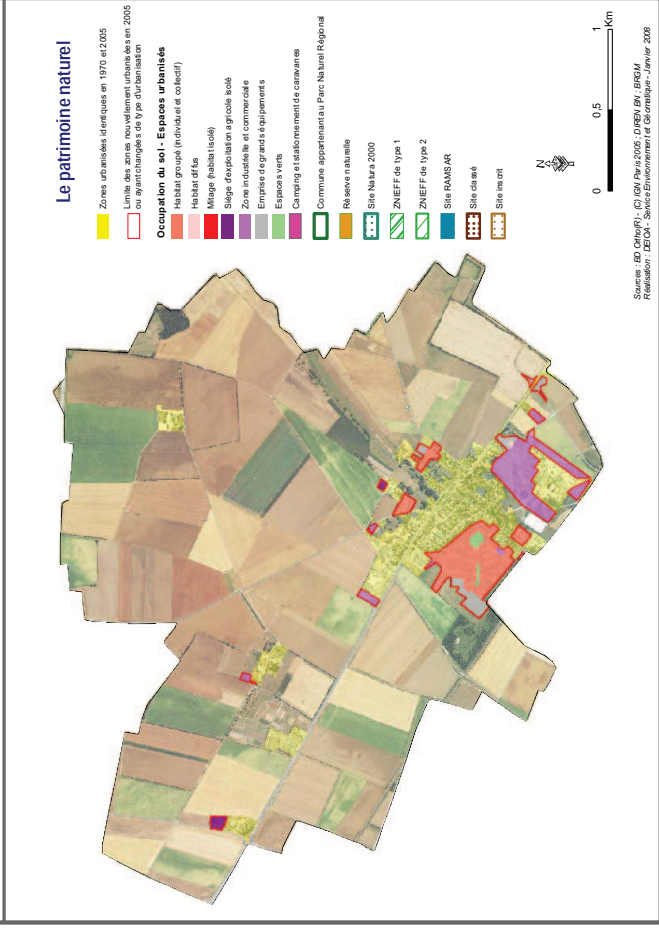 Le patrimoine naturel
Zones urbanisées identiques en 1970 et 2005
Limite des zones nouvellement urbanisées en 2005
ou ayant changées de type d'urbanisation
Occupation du sol - Espaces urbanisés
Habitat groupé (individuel et collectif)
Habitat diffus
Mitage (habitat isolé)
Siège d'exploitation agricole isolé
Zone industrielle et commerciale
Emprise de grands équipements
Espaces verts
Camping et stationnement de caravanes
Commune appartenant au Parc Naturel Régional
Réserve naturelle
Site Natura 2000
ZNIEFF de type 1
ZNIEFF de type 2
Site RAMSAR
Site classé
Site inscrit
N
0 0.5 1
Km
Sources : BD Ortho(R) - (C) IGN Paris 2005 ; DIREN BN ; BRGM
Réalisation : DEIOA - Service Environnement et Géomatique - Janvier 2008